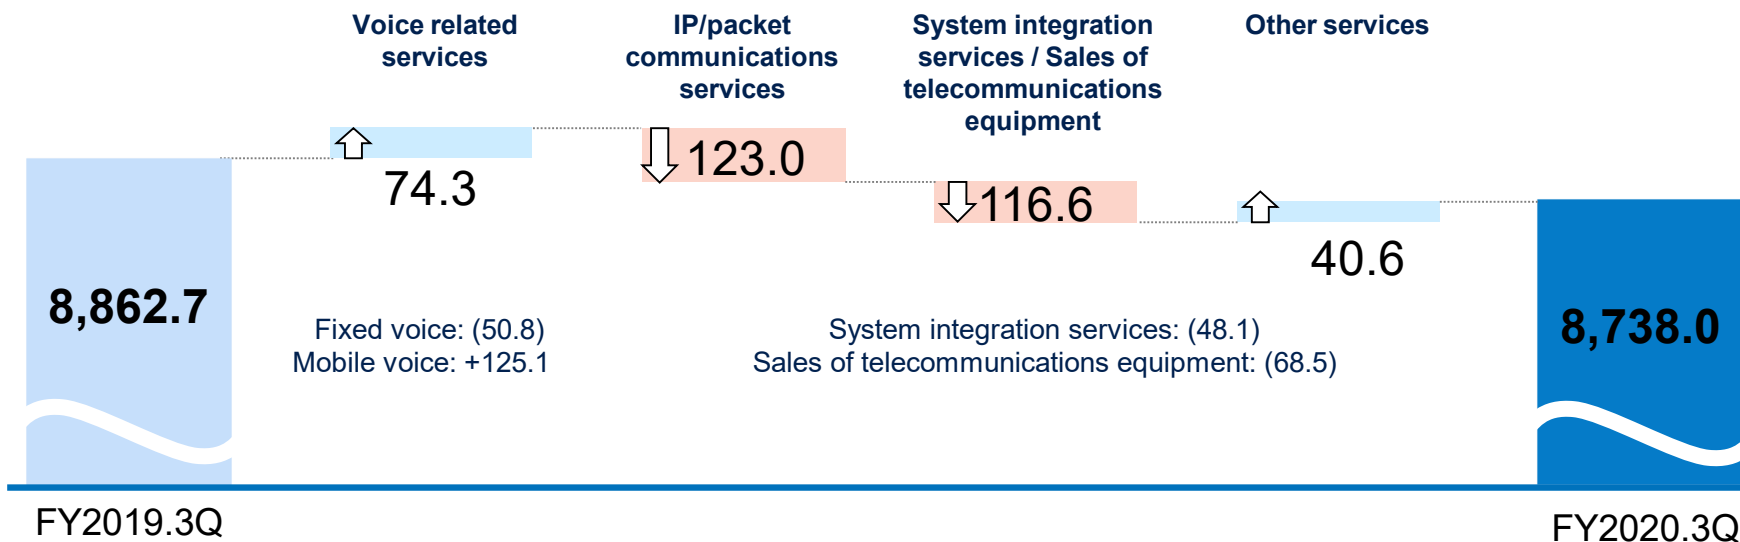 Voice related
services
IP/packet
communications
services
System integration
services / Sales of
telecommunications
equipment
Other services
74.3
123.0
116.6
40.6
8,862.7
Fixed voice: (50.8)
Mobile voice: +125.1
System integration services: (48.1)
Sales of telecommunications equipment: (68.5)
8,738.0
FY2019.3Q
FY2020.3Q